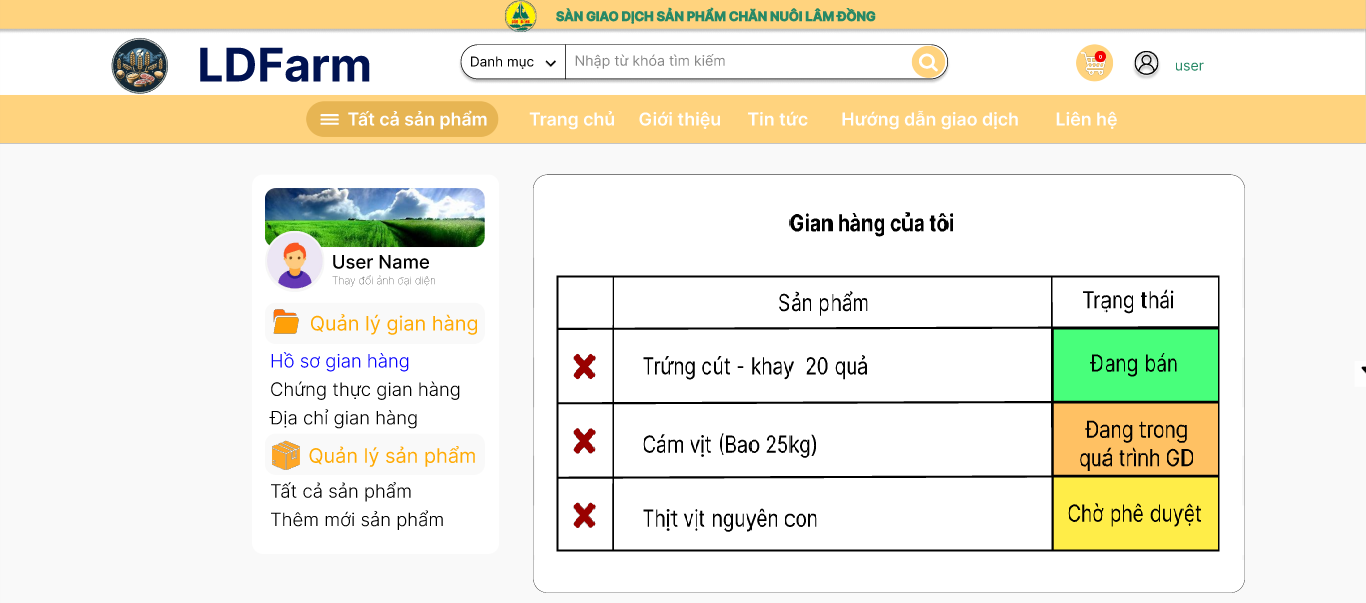 SÀN GIAO DỊCH SẢN PHẨM CHĂN NUÔI LÂM ĐỒNG
LDFarm
Danh mục
Nhập từ khóa tìm kiếm
0
user
Tất cả sản phẩm
Trang chủ
Giới thiệu
Tin tức
Hướng dẫn giao dịch
Liên hệ
User Name
Thay đổi ảnh đại diện
Quản lý gian hàng
Hồ sơ gian hàng
Chứng thực gian hàng
Địa chỉ gian hàng
Quản lý sản phẩm
Tất cả sản phẩm
Thêm mới sản phẩm
Gian hàng của tôi
Sản phẩm
Trạng thái
Trứng cút - khay 20 quả
Đang bán
Cám vịt (Bao 25kg)
Đang trong
quá trình GD
Thịt vịt nguyên con
Chờ phê duyệt